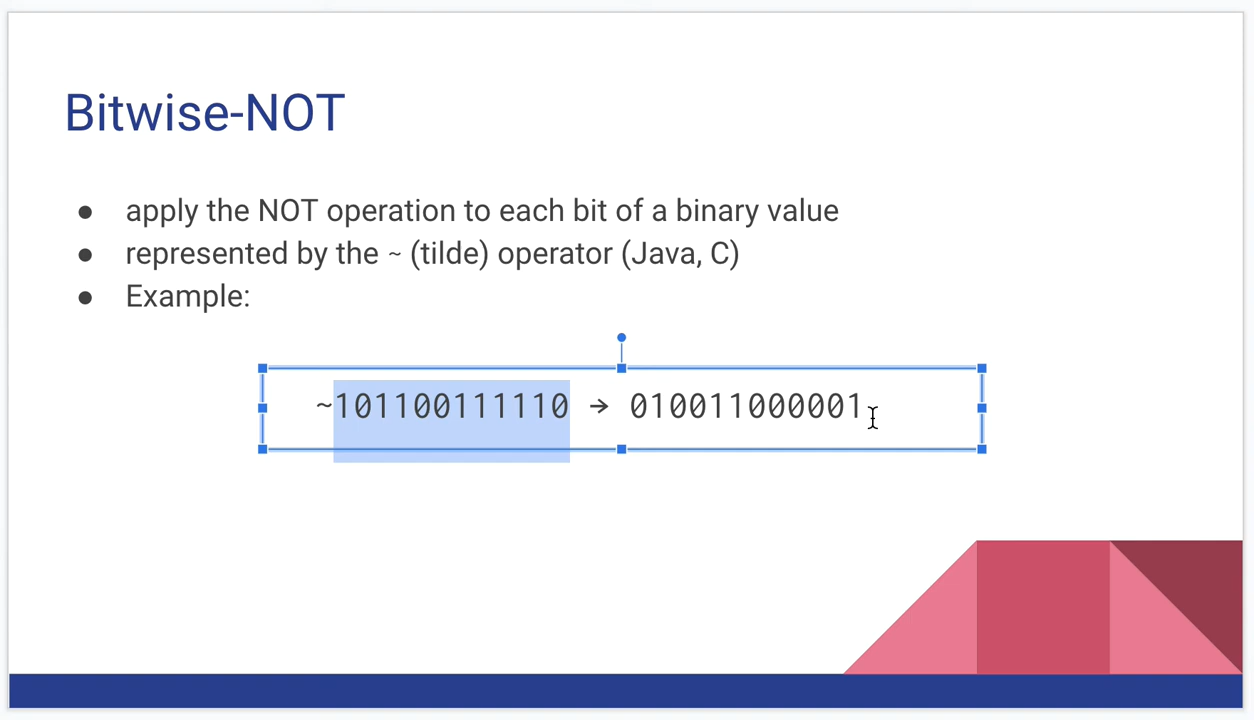 Bitwise-NOT
● apply the NOT operation to each bit of a binary value
● represented by the ~ (tilde) operator (Java, C)
● Example:
~101100111110 → 010011000001